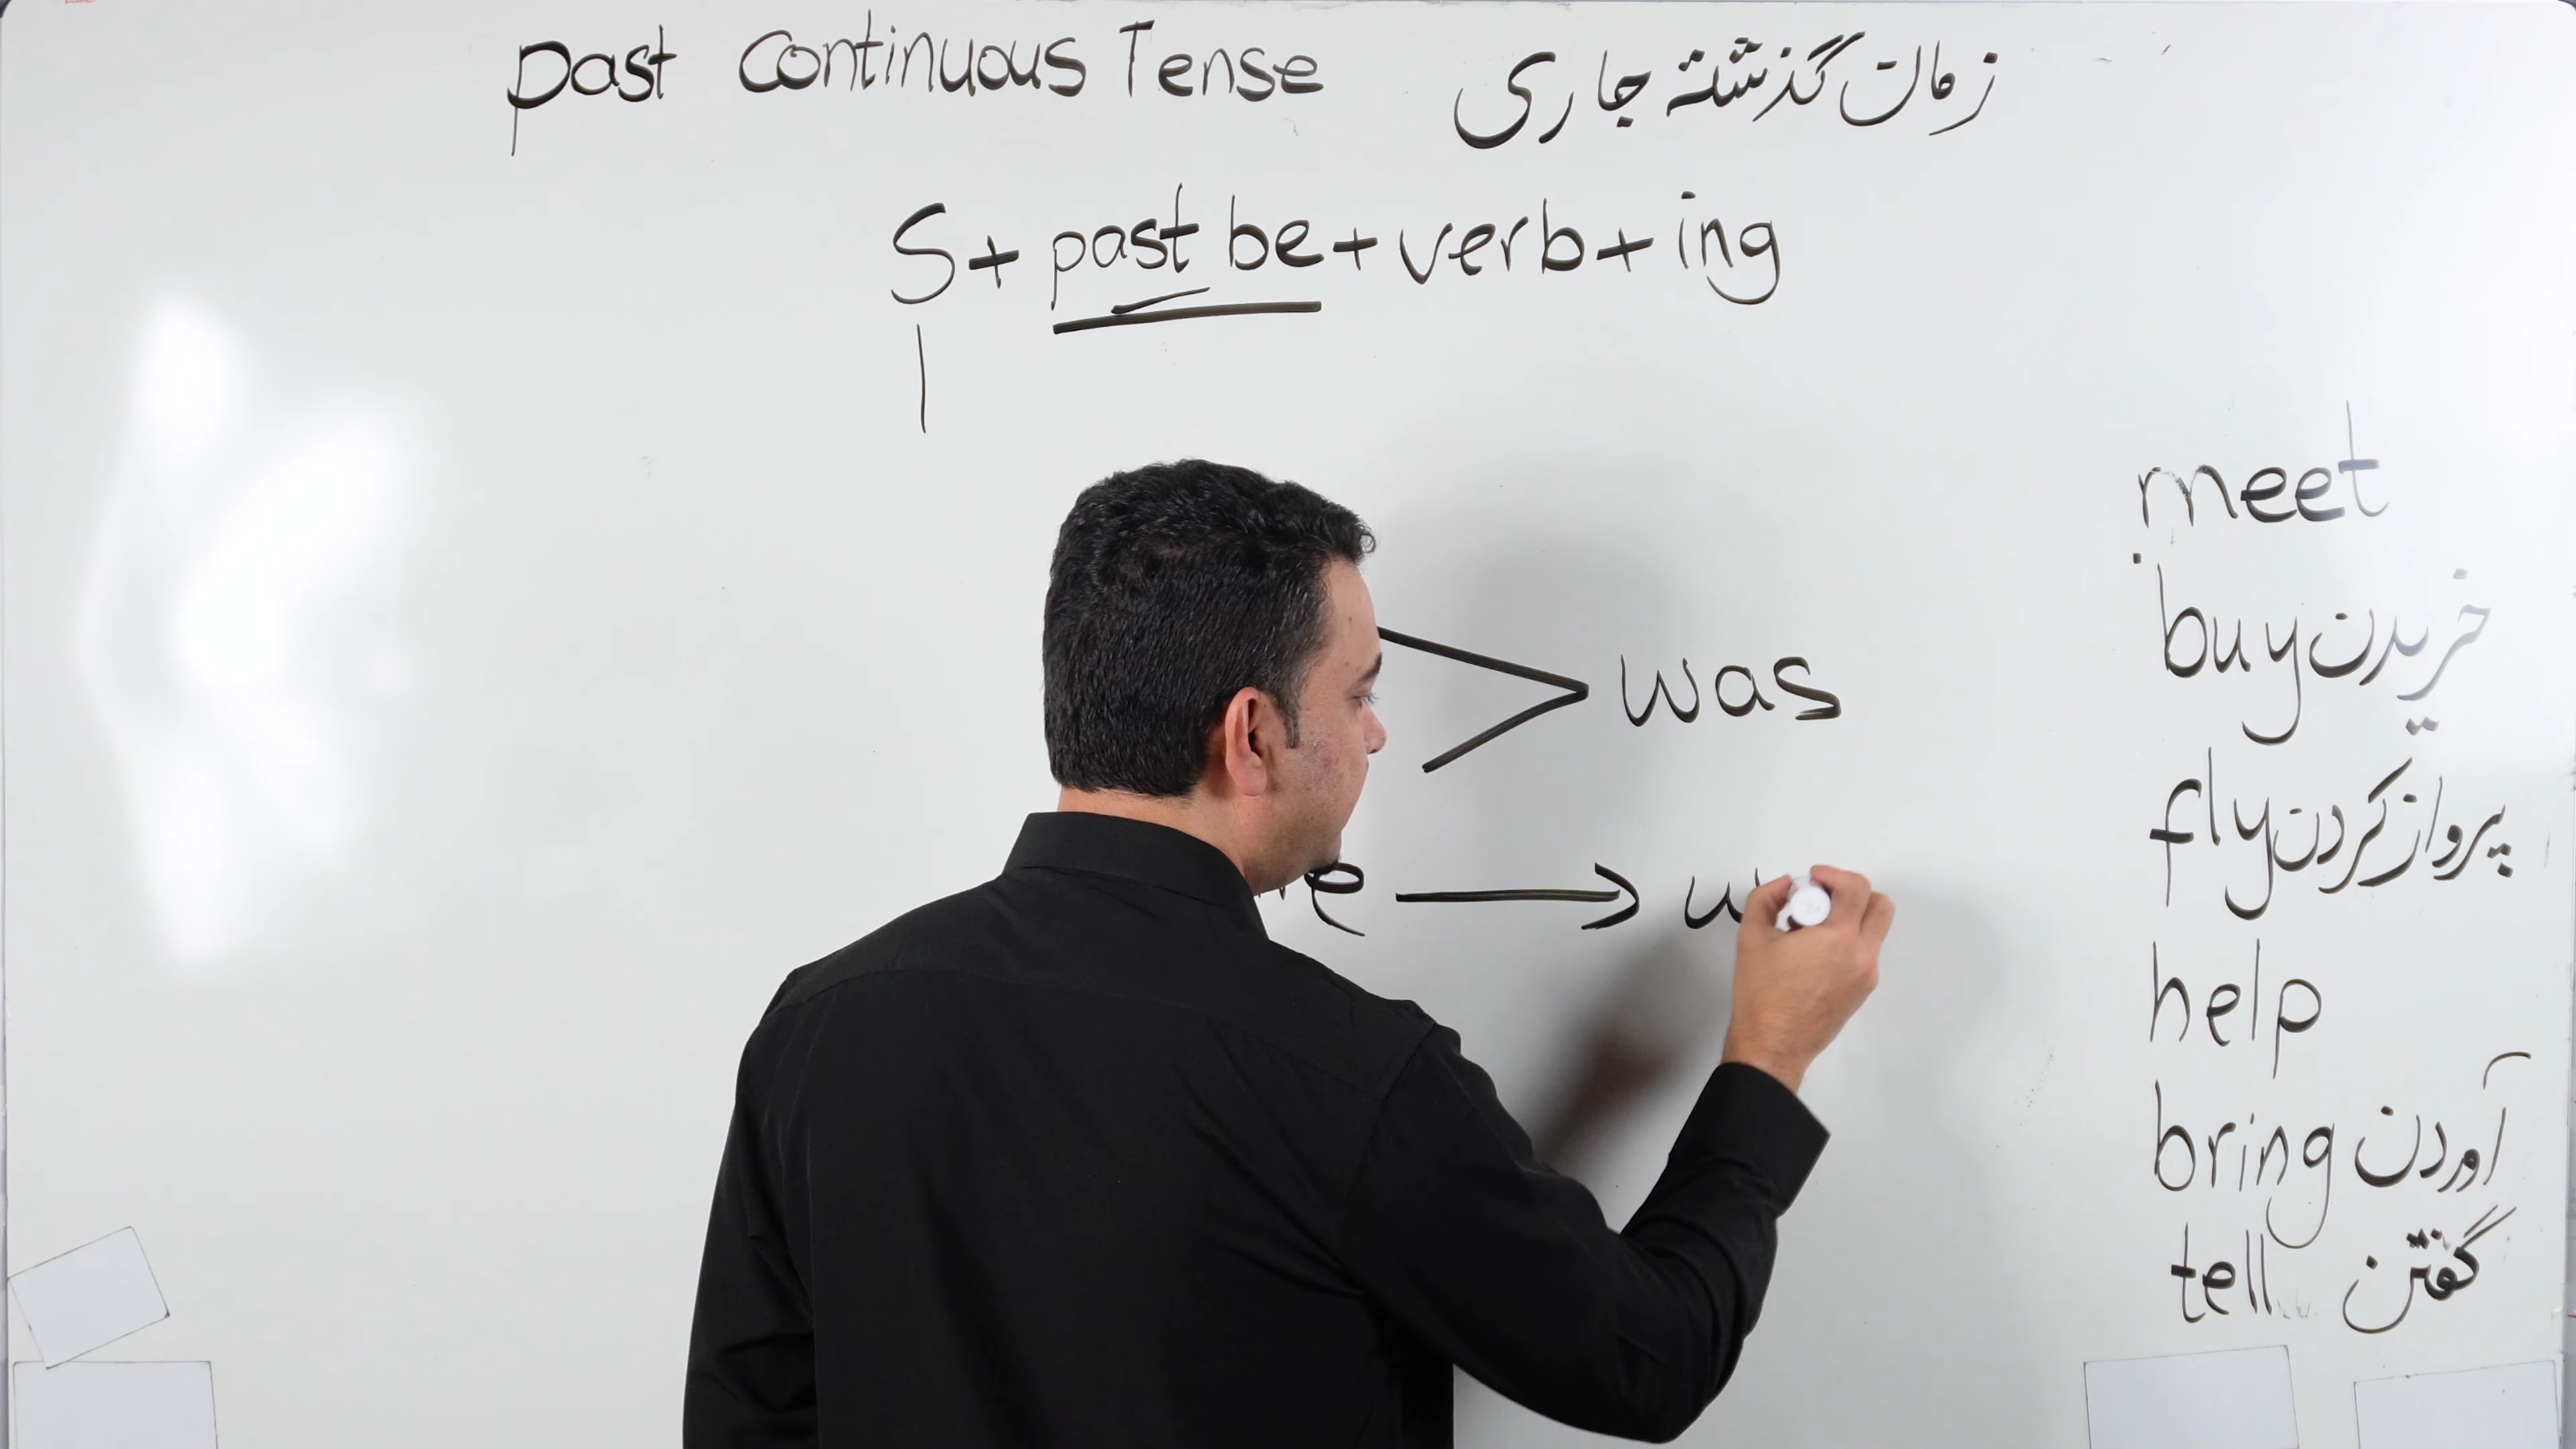 past Continuous Tense زمان گذشتهٔ جاری
S + past be + verb + ing
I
was
meet
buy خریدن
fly پرواز کردن
help
bring آوردن
tell گفتن